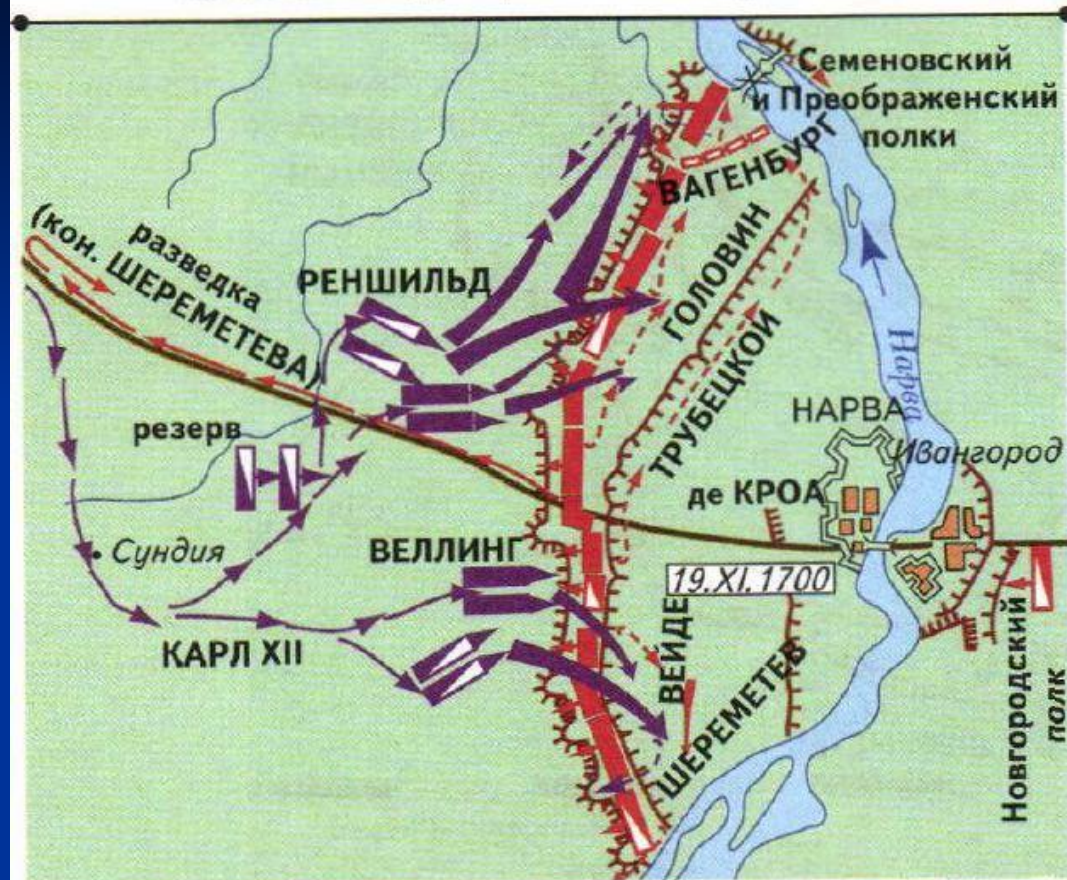 Семеновский
и Преображенский
полки
ВАГЕНБУРГ
разведка
(кон. ШЕРЕМЕТЕВА)
РЕНШИЛЬД
ГОЛОВИН
ТРУБЕЦКОЙ
Нарва
НАРВА
Ивангород
резерв
де КРОА
Сундия
ВЕЛЛИНГ
19.XI.1700
КАРЛ XII
ВЕЙДЕ
ШЕРЕМЕТЕВ
Новгородский
полк